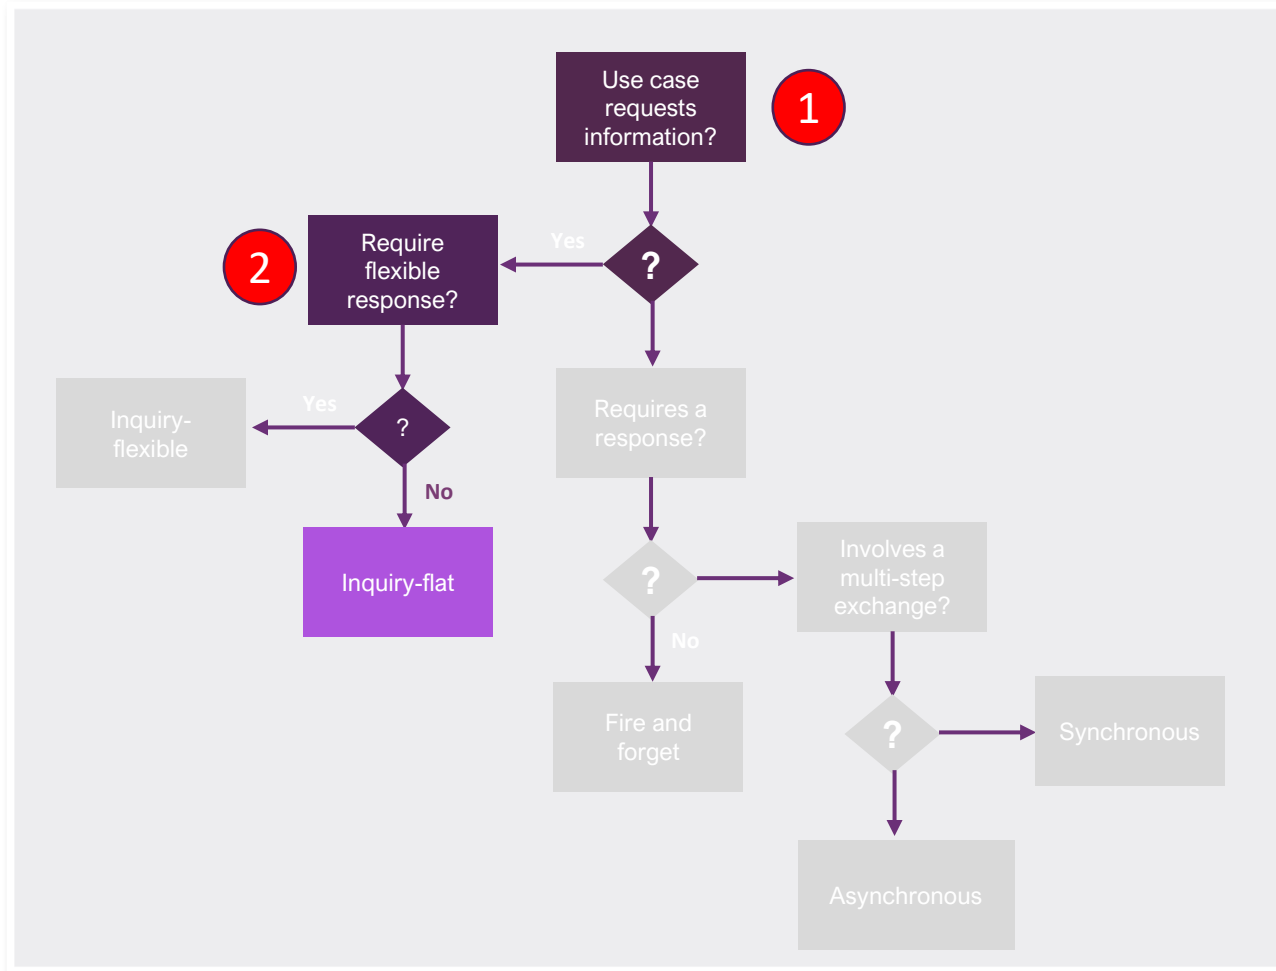 Use case
requests
information?
1
Yes
?
2
Require
flexible
response?
Yes
?
Inquiry-
flexible
No
Inquiry-flat
Requires a
response?
?
No
Involves a
multi-step
exchange?
Fire and
forget
?
Synchronous
Asynchronous